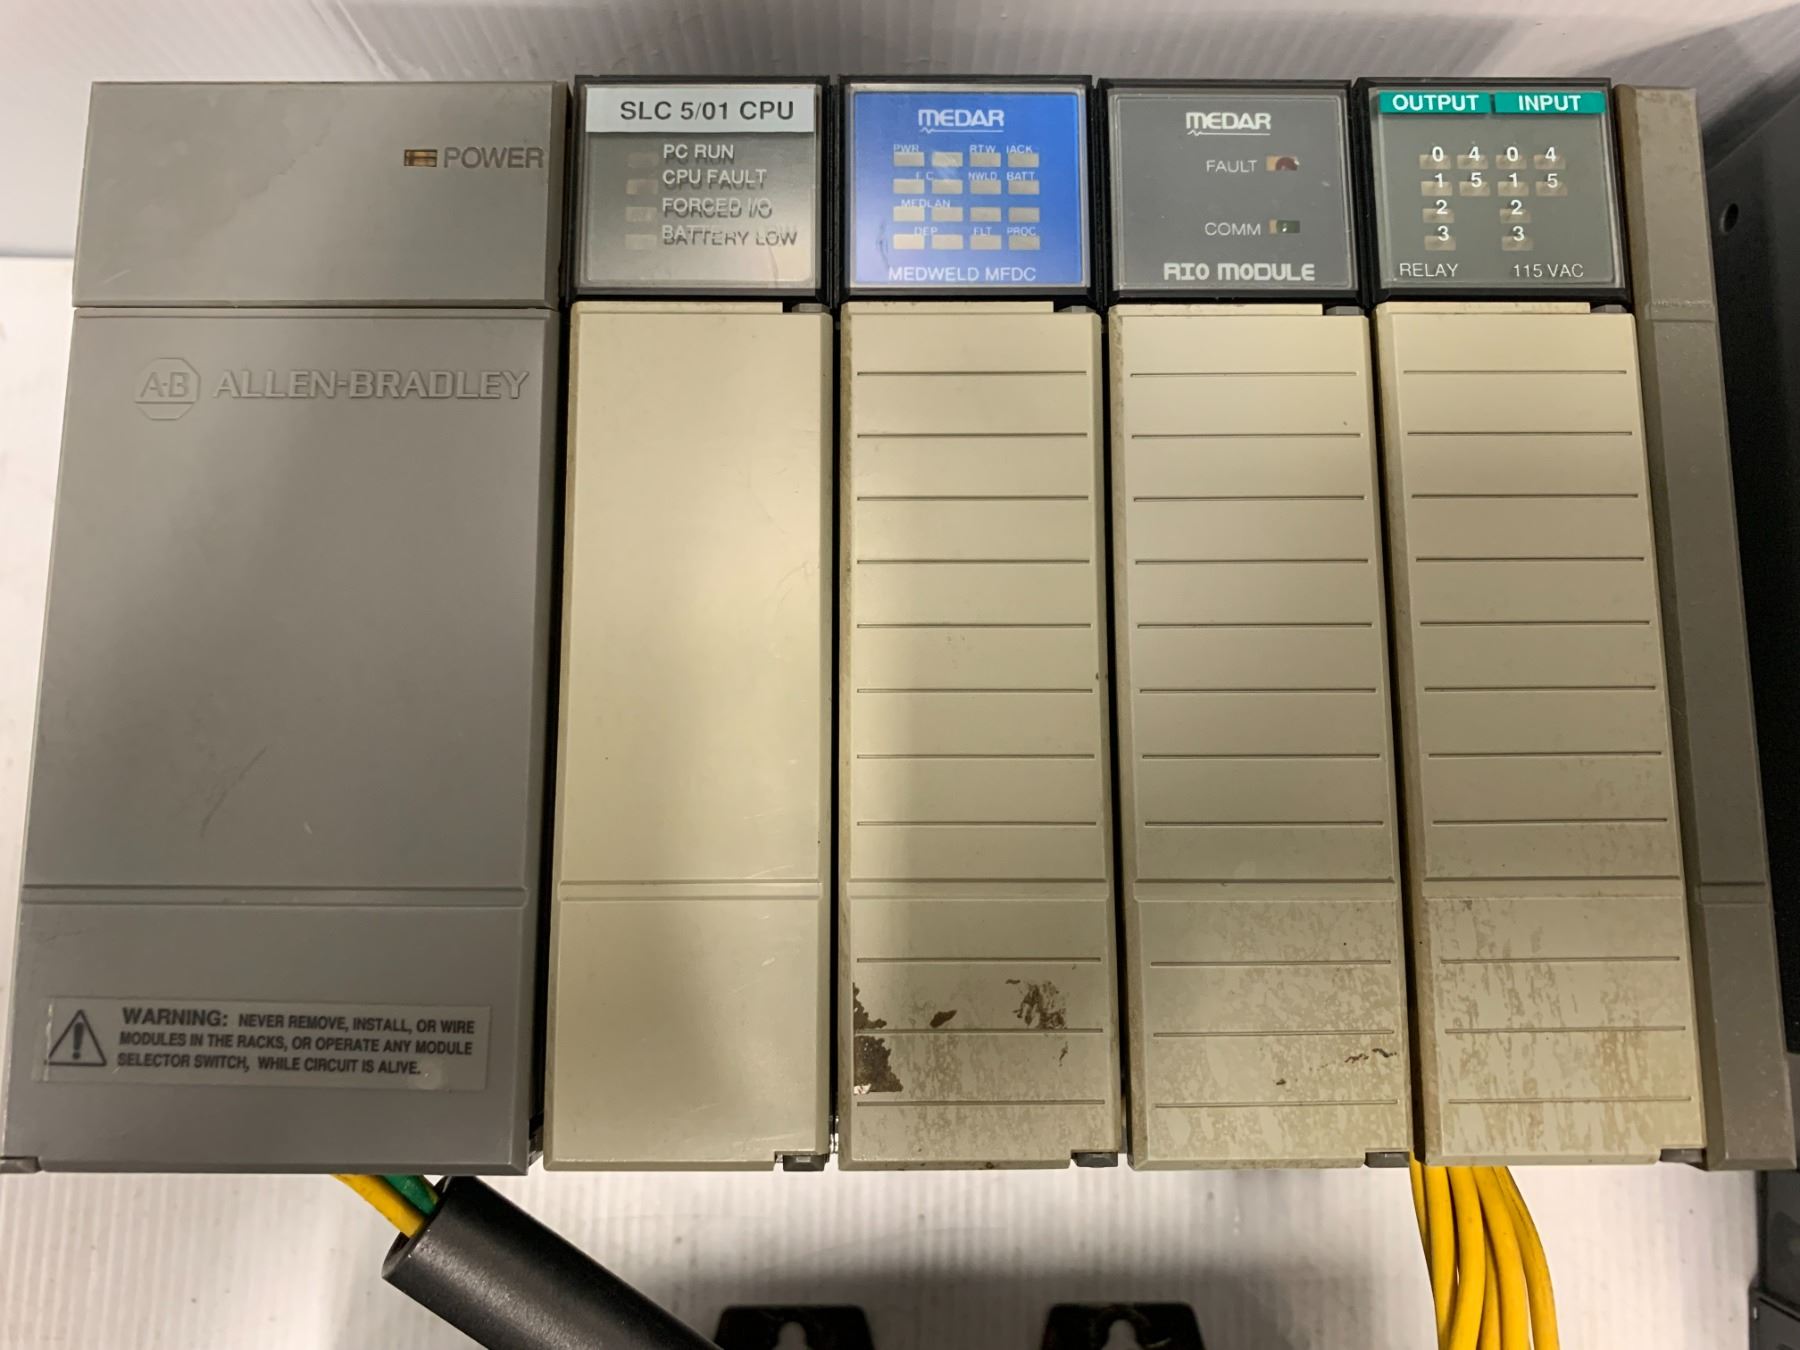 POWER
A·B ALLEN-BRADLEY
WARNING: NEVER REMOVE, INSTALL, OR WIRE
MODULES IN THE RACKS, OR OPERATE ANY MODULE
SELECTOR SWITCH, WHILE CIRCUIT IS ALIVE.
SLC 5/01 CPU
PC RUN
CPU FAULT
FORCED I/O
BATTERY LOW
MEDAR
PWR RTW IACK
NWLD BATT
MEDLAN
DEP FLT PROC
MEDWELD MFDC
MEDAR
FAULT
COMM
RIO MODULE
OUTPUT INPUT
0 4 0 4
1 5 1 5
2 2
3 3
RELAY 115 VAC